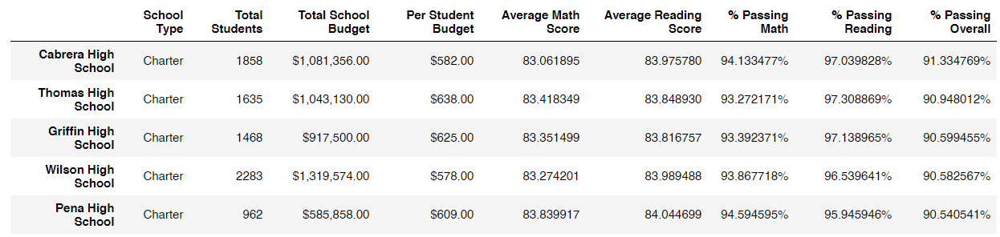 School Type Total Students Total School Budget Per Student Budget Average Math Score Average Reading Score % Passing Math % Passing Reading % Passing Overall
Cabrera High School Charter 1858 $1,081,356.00 $582.00 83.061895 83.975780 94.133477% 97.039828% 91.334769%
Thomas High School Charter 1635 $1,043,130.00 $638.00 83.418349 83.848930 93.272171% 97.308869% 90.948012%
Griffin High School Charter 1468 $917,500.00 $625.00 83.351499 83.816757 93.392371% 97.138965% 90.599455%
Wilson High School Charter 2283 $1,319,574.00 $578.00 83.274201 83.989488 93.867718% 96.539641% 90.582567%
Pena High School Charter 962 $585,858.00 $609.00 83.839917 84.044699 94.594595% 95.945946% 90.540541%